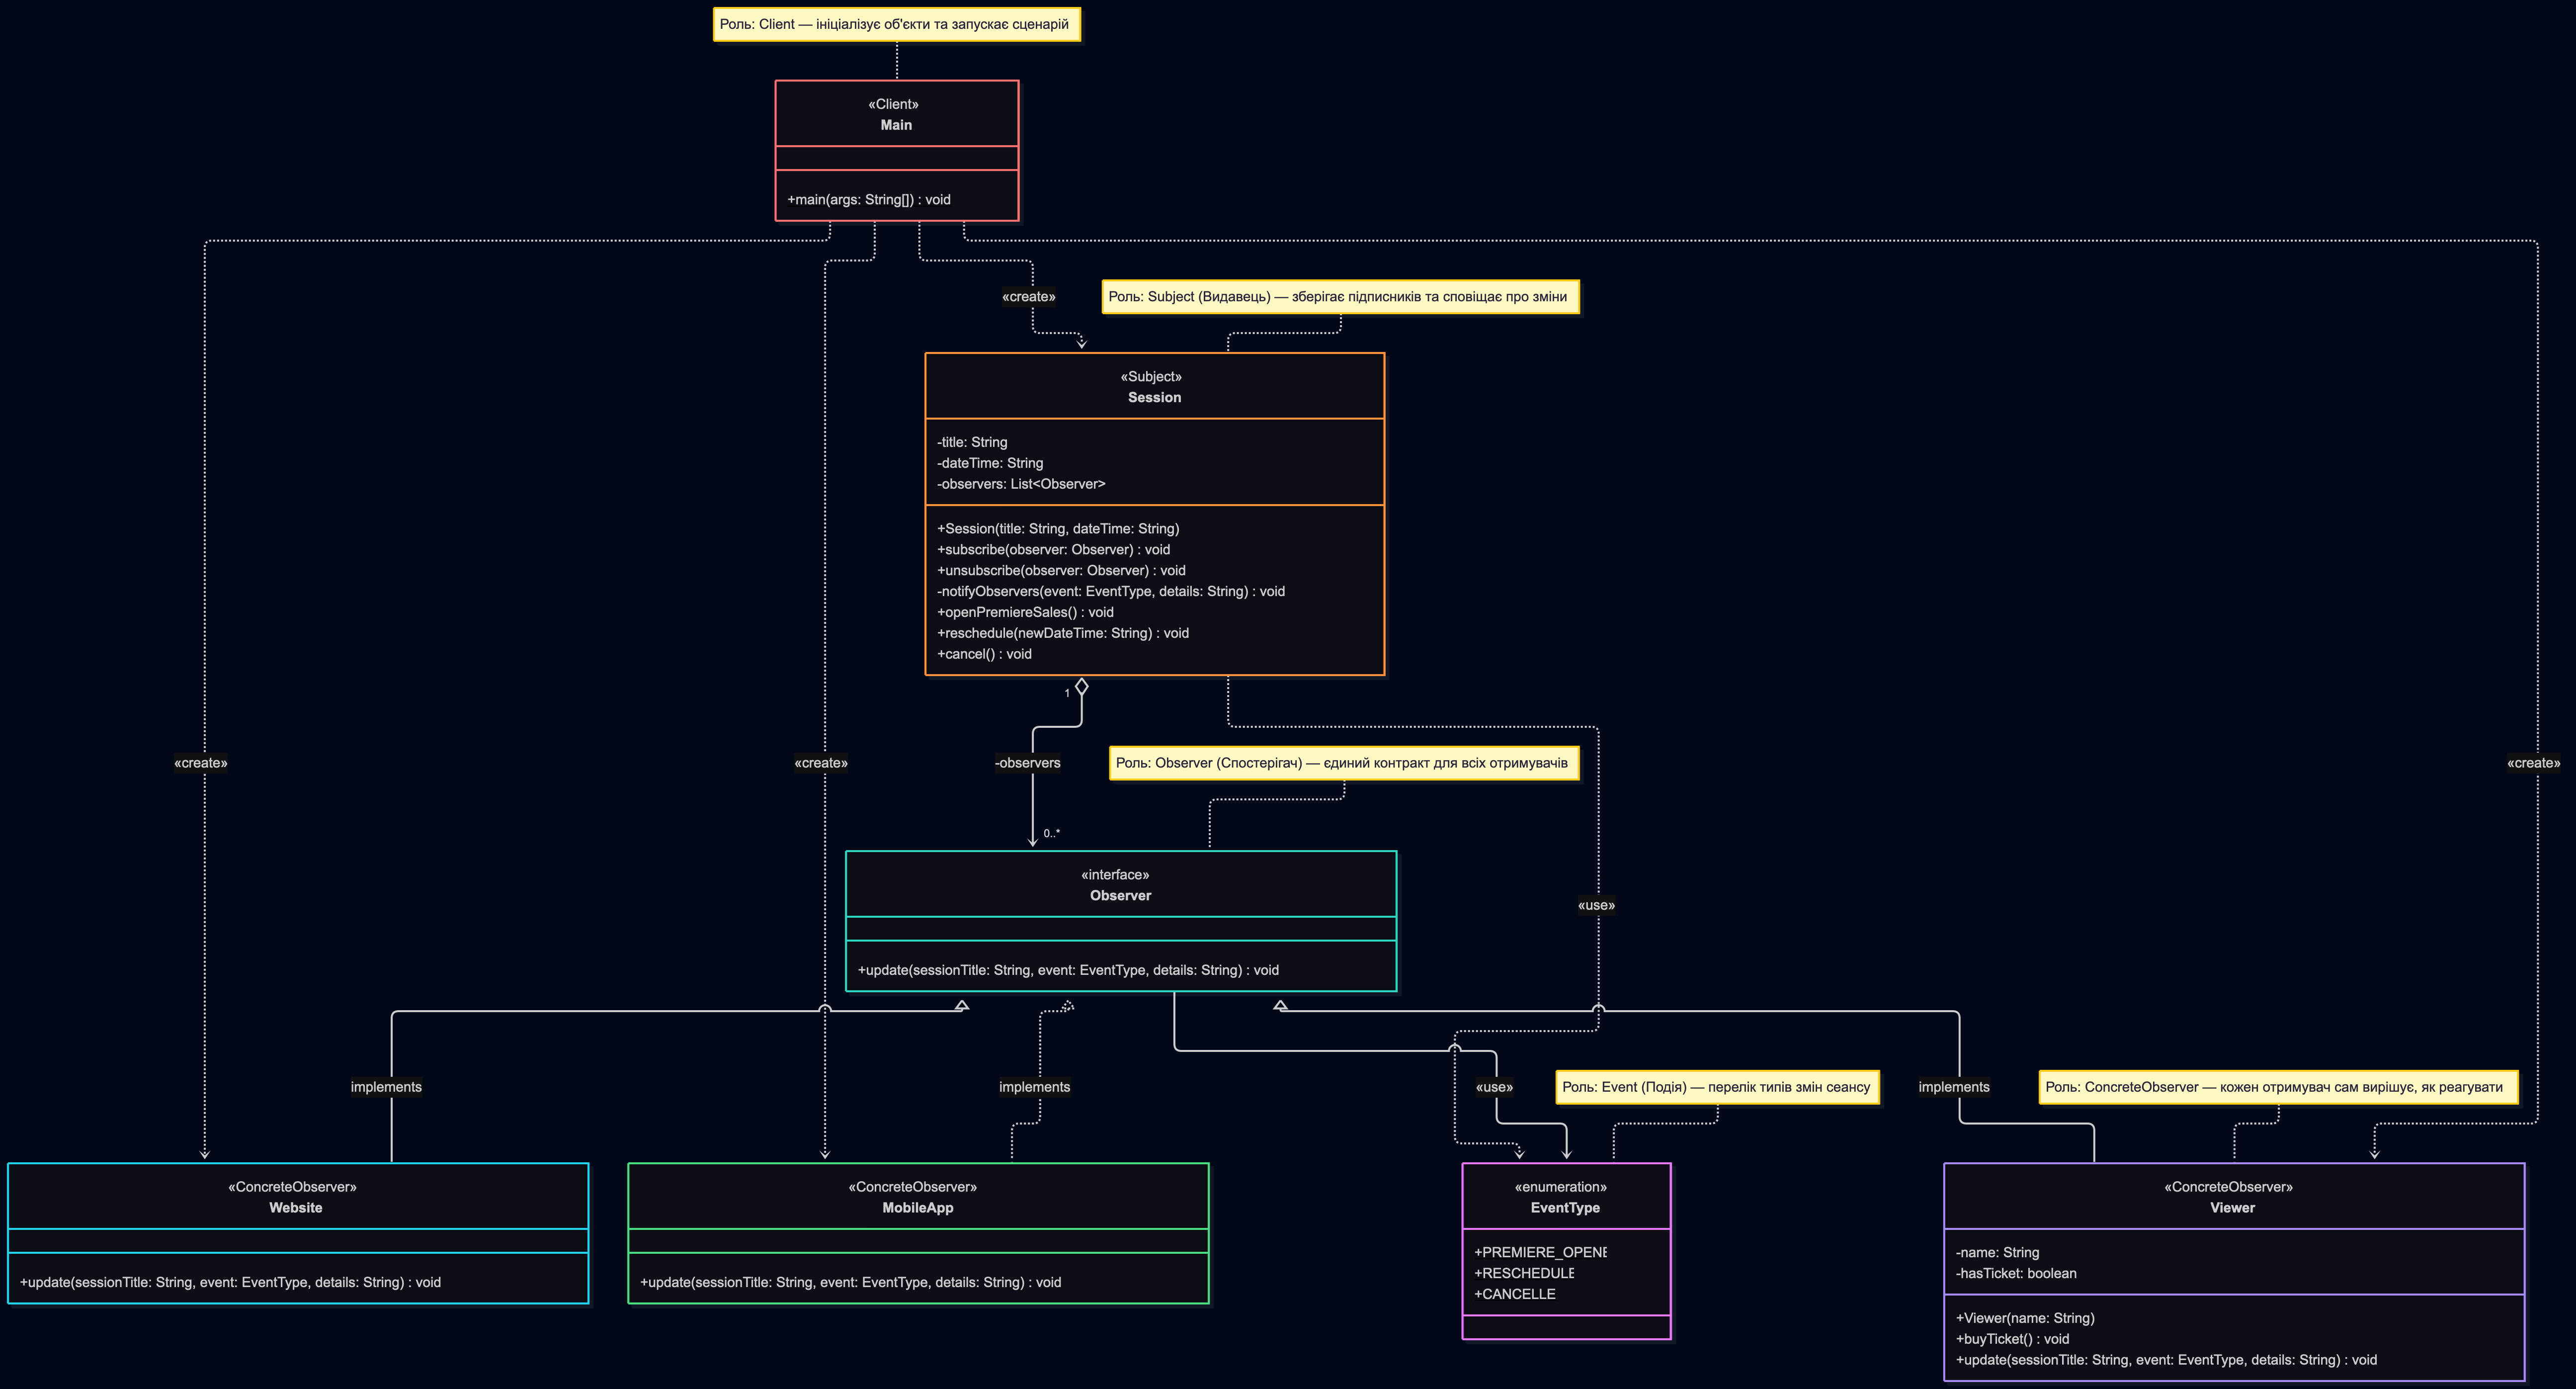 Роль: Client — ініціалізує об'єкти та запускає сценарій
«Client»
Main
+main(args: String[]) : void
«create»
Роль: Subject (Видавець) — зберігає підписників та сповіщає про зміни
«Subject»
Session
-title: String
-dateTime: String
-observers: List<Observer>
+Session(title: String, dateTime: String)
+subscribe(observer: Observer) : void
+unsubscribe(observer: Observer) : void
-notifyObservers(event: EventType, details: String) : void
+openPremiereSales() : void
+reschedule(newDateTime: String) : void
+cancel() : void
1
«create»
«create»
-observers
Роль: Observer (Спостерігач) — єдиний контракт для всіх отримувачів
«create»
0..*
«interface»
Observer
+update(sessionTitle: String, event: EventType, details: String) : void
«use»
implements
implements
«use»
Роль: Event (Подія) — перелік типів змін сеансу
implements
Роль: ConcreteObserver — кожен отримувач сам вирішує, як реагувати
«ConcreteObserver»
Website
+update(sessionTitle: String, event: EventType, details: String) : void
«ConcreteObserver»
MobileApp
+update(sessionTitle: String, event: EventType, details: String) : void
«enumeration»
EventType
+PREMIERE_OPENE
+RESCHEDULE
+CANCELLE
«ConcreteObserver»
Viewer
-name: String
-hasTicket: boolean
+Viewer(name: String)
+buyTicket() : void
+update(sessionTitle: String, event: EventType, details: String) : void